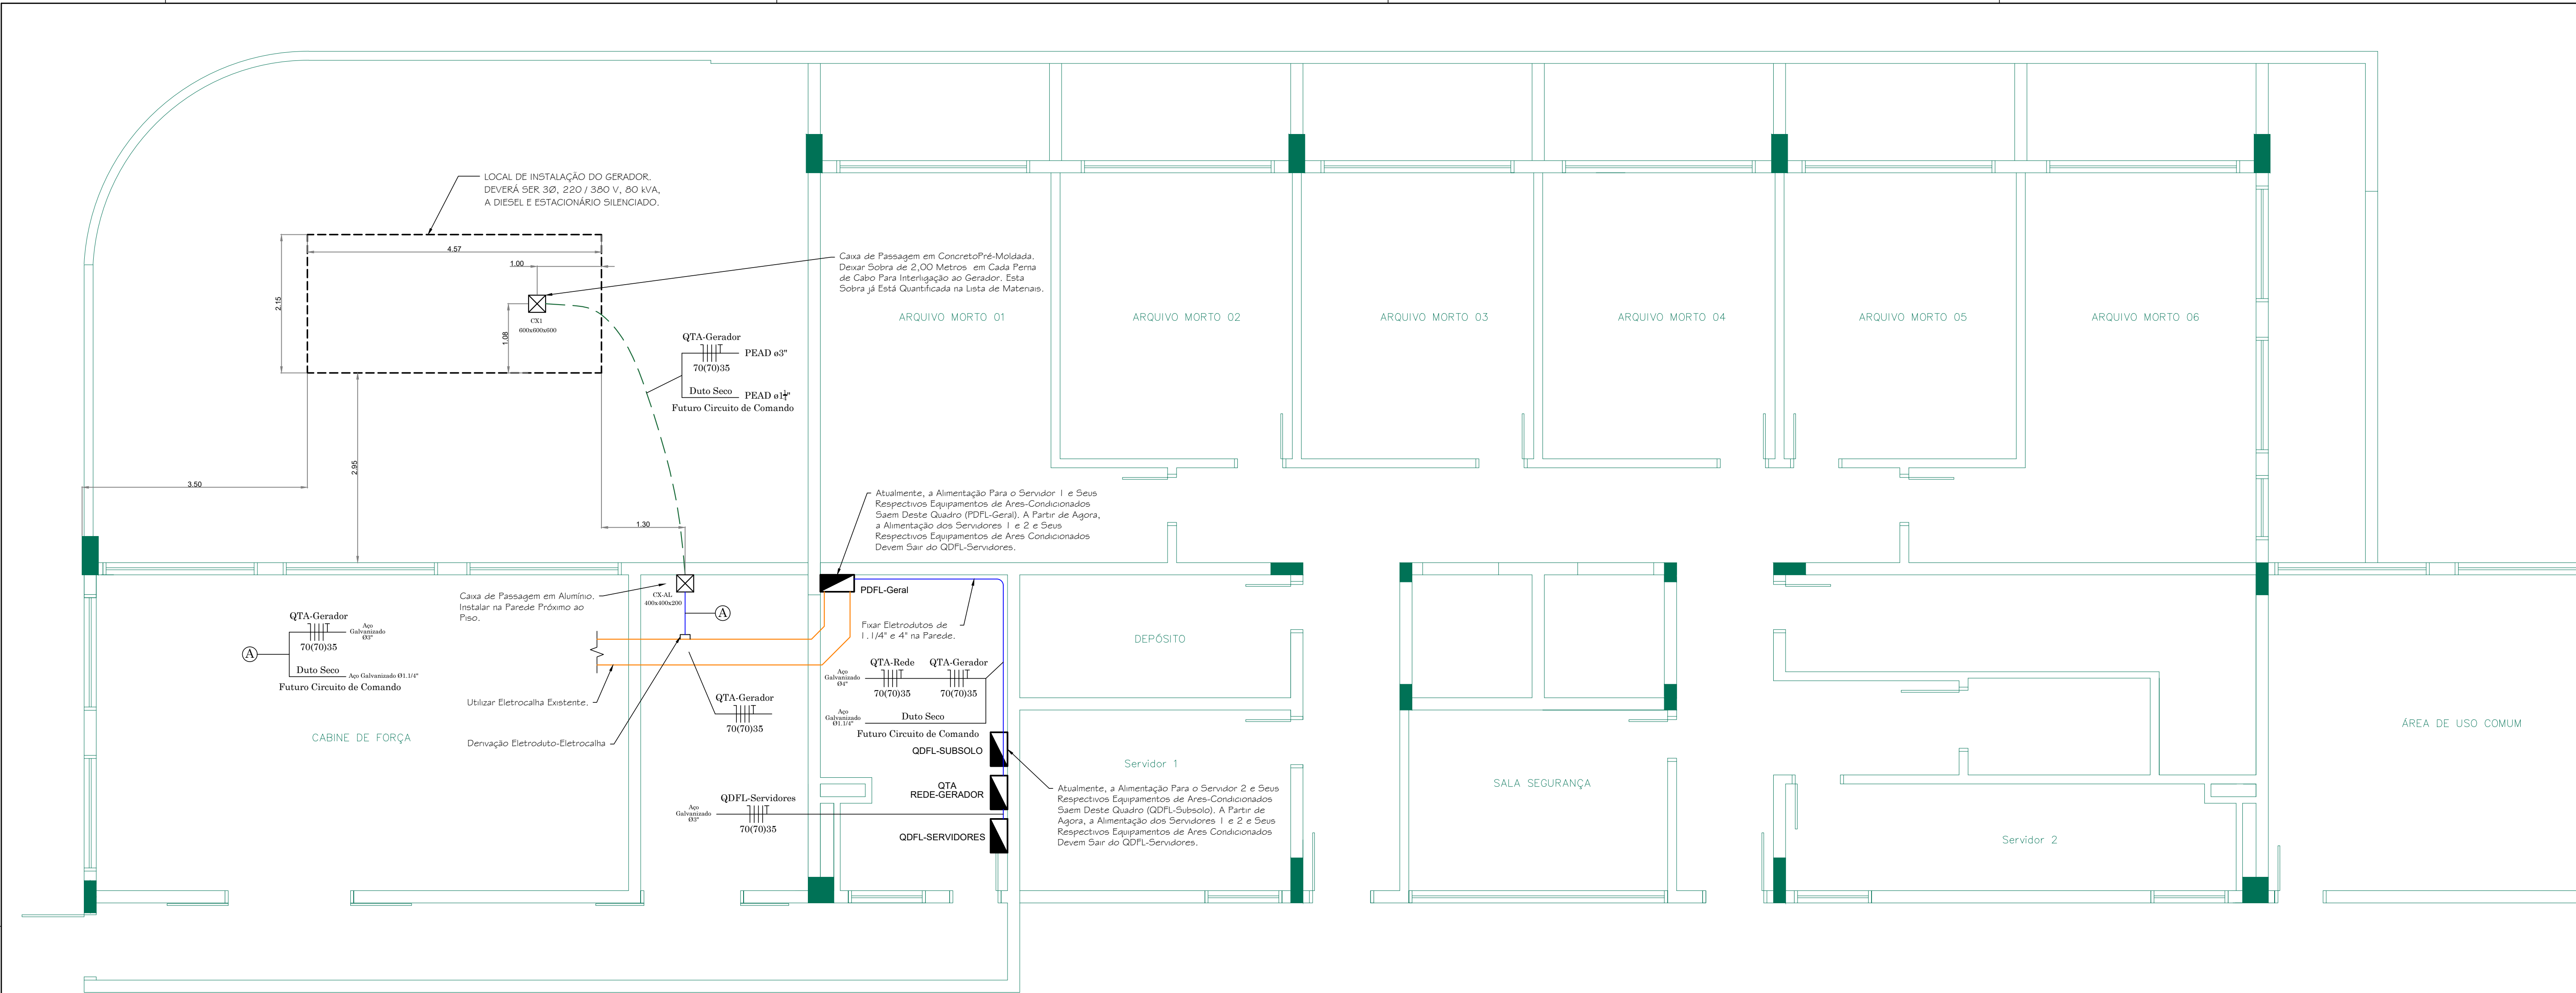 LOCAL DE INSTALAÇÃO DO GERADOR.
DEVERÁ SER 3Ø, 220 / 380 V, 80 kVA,
A DIESEL E ESTACIONÁRIO SILENCIADO.
4.57
1.00
2.15
1.08
CX1
600x600x600
Caixa de Passagem em ConcretoPré-Moldada.
Deixar Sobra de 2,00 Metros em Cada Perna
de Cabo Para Interligação ao Gerador. Esta
Sobra já Está Quantificada na Lista de Materiais.
ARQUIVO MORTO 01
ARQUIVO MORTO 02
ARQUIVO MORTO 03
ARQUIVO MORTO 04
ARQUIVO MORTO 05
ARQUIVO MORTO 06
QTA-Gerador
PEAD ø3"
70(70)35
Duto Seco
PEAD ø1¼"
Futuro Circuito de Comando
2.95
3.50
1.30
Atualmente, a Alimentação Para o Servidor 1 e Seus
Respectivos Equipamentos de Ares-Condicionados
Saem Deste Quadro (PDFL-Geral). A Partir de Agora,
a Alimentação dos Servidores 1 e 2 e Seus
Respectivos Equipamentos de Ares Condicionados
Devem Sair do QDFL-Servidores.
Caixa de Passagem em Alumínio.
Instalar na Parede Próximo ao
Piso.
CX-AL
400x400x200
A
PDFL-Geral
Fixar Eletrodutos de
1.1/4" e 4" na Parede.
QTA-Gerador
Aço
Galvanizado
Ø3"
70(70)35
A
Duto Seco
Aço Galvanizado Ø1.1/4"
Futuro Circuito de Comando
DEPÓSITO
QTA-Rede
QTA-Gerador
Aço
Galvanizado
Ø4"
70(70)35
70(70)35
Aço
Galvanizado
Ø1.1/4"
Duto Seco
Futuro Circuito de Comando
Utilizar Eletrocalha Existente.
QTA-Gerador
70(70)35
CABINE DE FORÇA
Derivação Eletroduto-Eletrocalha
QDFL-SUBSOLO
QTA
REDE-GERADOR
QDFL-SERVIDORES
Servidor 1
QDFL-Servidores
Aço
Galvanizado
Ø3"
70(70)35
Atualmente, a Alimentação Para o Servidor 2 e Seus
Respectivos Equipamentos de Ares-Condicionados
Saem Deste Quadro (QDFL-Subsolo). A Partir de
Agora, a Alimentação dos Servidores 1 e 2 e Seus
Respectivos Equipamentos de Ares Condicionados
Devem Sair do QDFL-Servidores.
SALA SEGURANÇA
Servidor 2
ÁREA DE USO COMUM